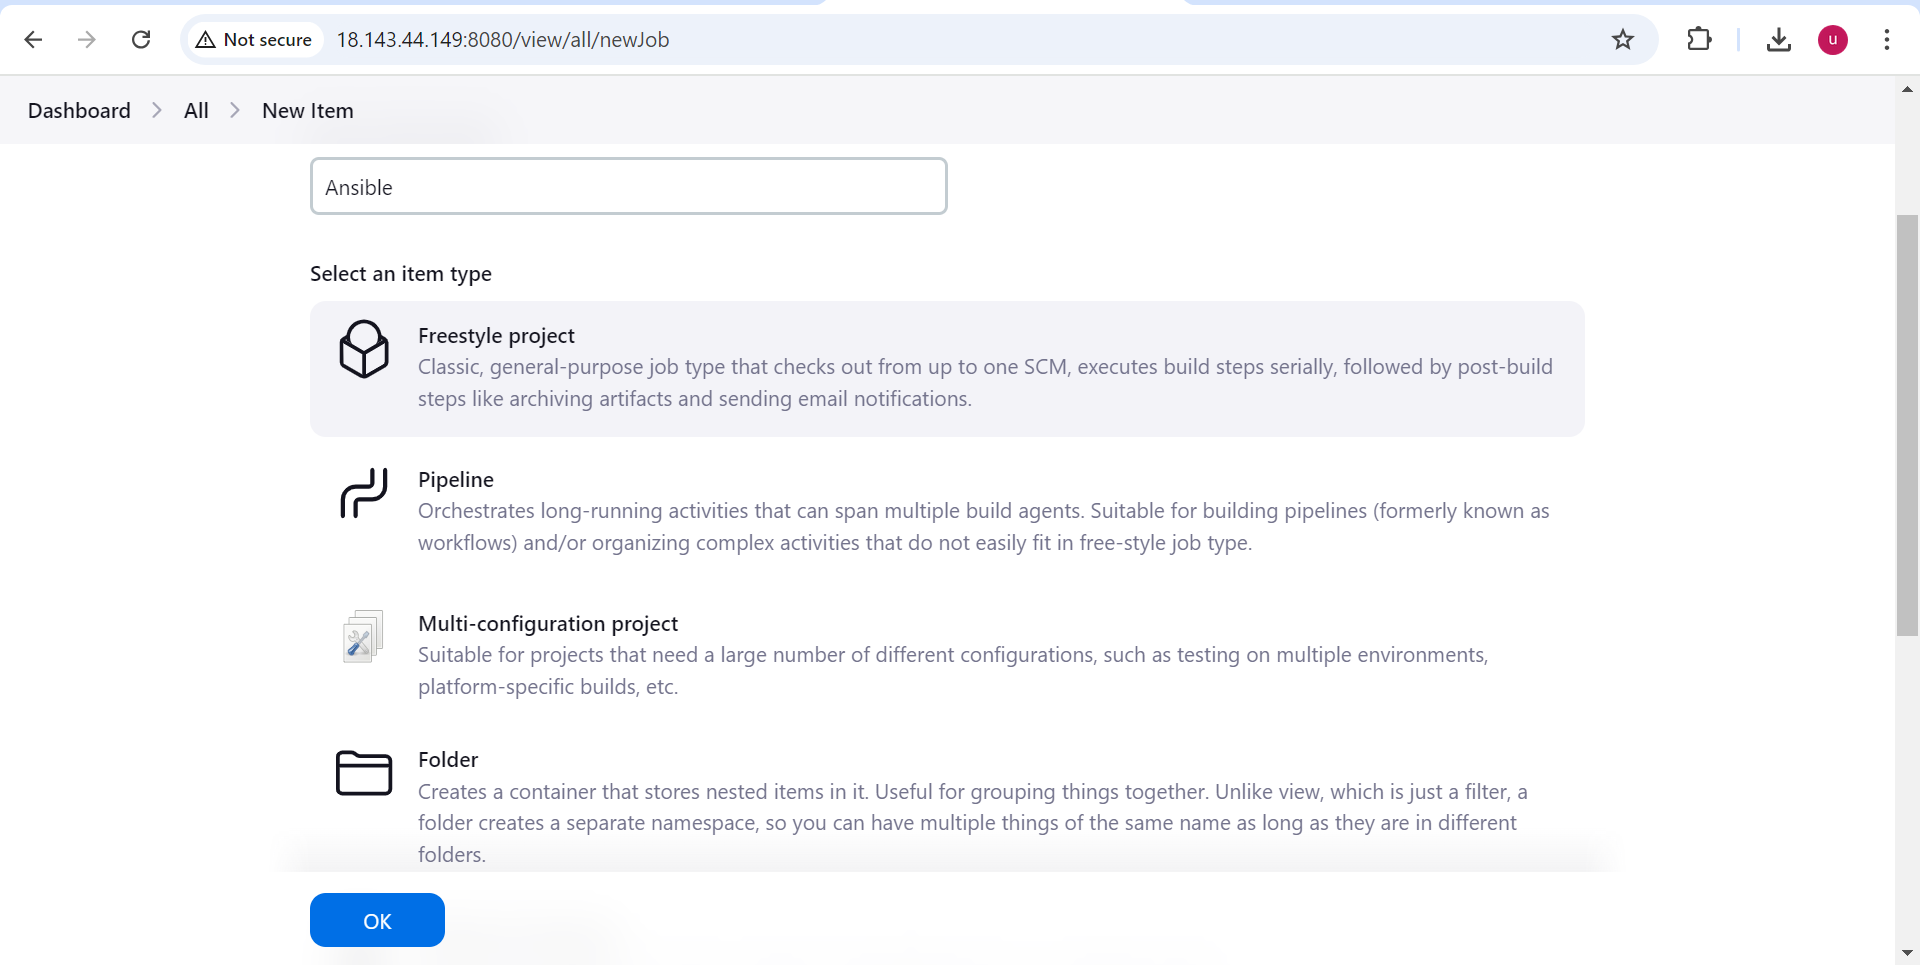 Not secure
18.143.44.149:8080/view/all/newJob
u
Dashboard
All
New Item
Ansible
Select an item type
Freestyle project
Classic, general-purpose job type that checks out from up to one SCM, executes build steps serially, followed by post-build
steps like archiving artifacts and sending email notifications.
Pipeline
Orchestrates long-running activities that can span multiple build agents. Suitable for building pipelines (formerly known as
workflows) and/or organizing complex activities that do not easily fit in free-style job type.
Multi-configuration project
Suitable for projects that need a large number of different configurations, such as testing on multiple environments,
platform-specific builds, etc.
Folder
Creates a container that stores nested items in it. Useful for grouping things together. Unlike view, which is just a filter, a
folder creates a separate namespace, so you can have multiple things of the same name as long as they are in different
folders.
OK